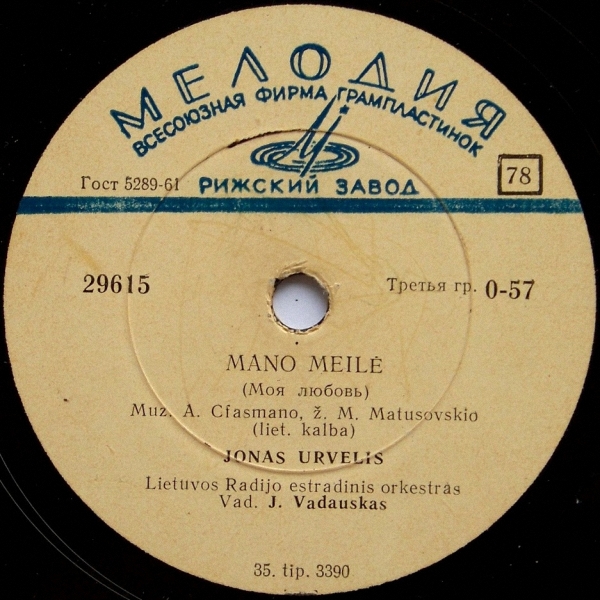 МЕЛОДИЯ
ВСЕСОЮЗНАЯ ФИРМА ГРАМПЛАСТИНОК
Гост 5289-61
РИЖСКИЙ ЗАВОД
78
29615
Третья гр. 0-57
MANO MEILĖ
(Моя любовь)
Muz. A. Cfasmano, ž. M. Matusovskio
(liet. kalba)
JONAS URVELIS
Lietuvos Radijo estradinis orkestras
Vad. J. Vadauskas
35. tip. 3390